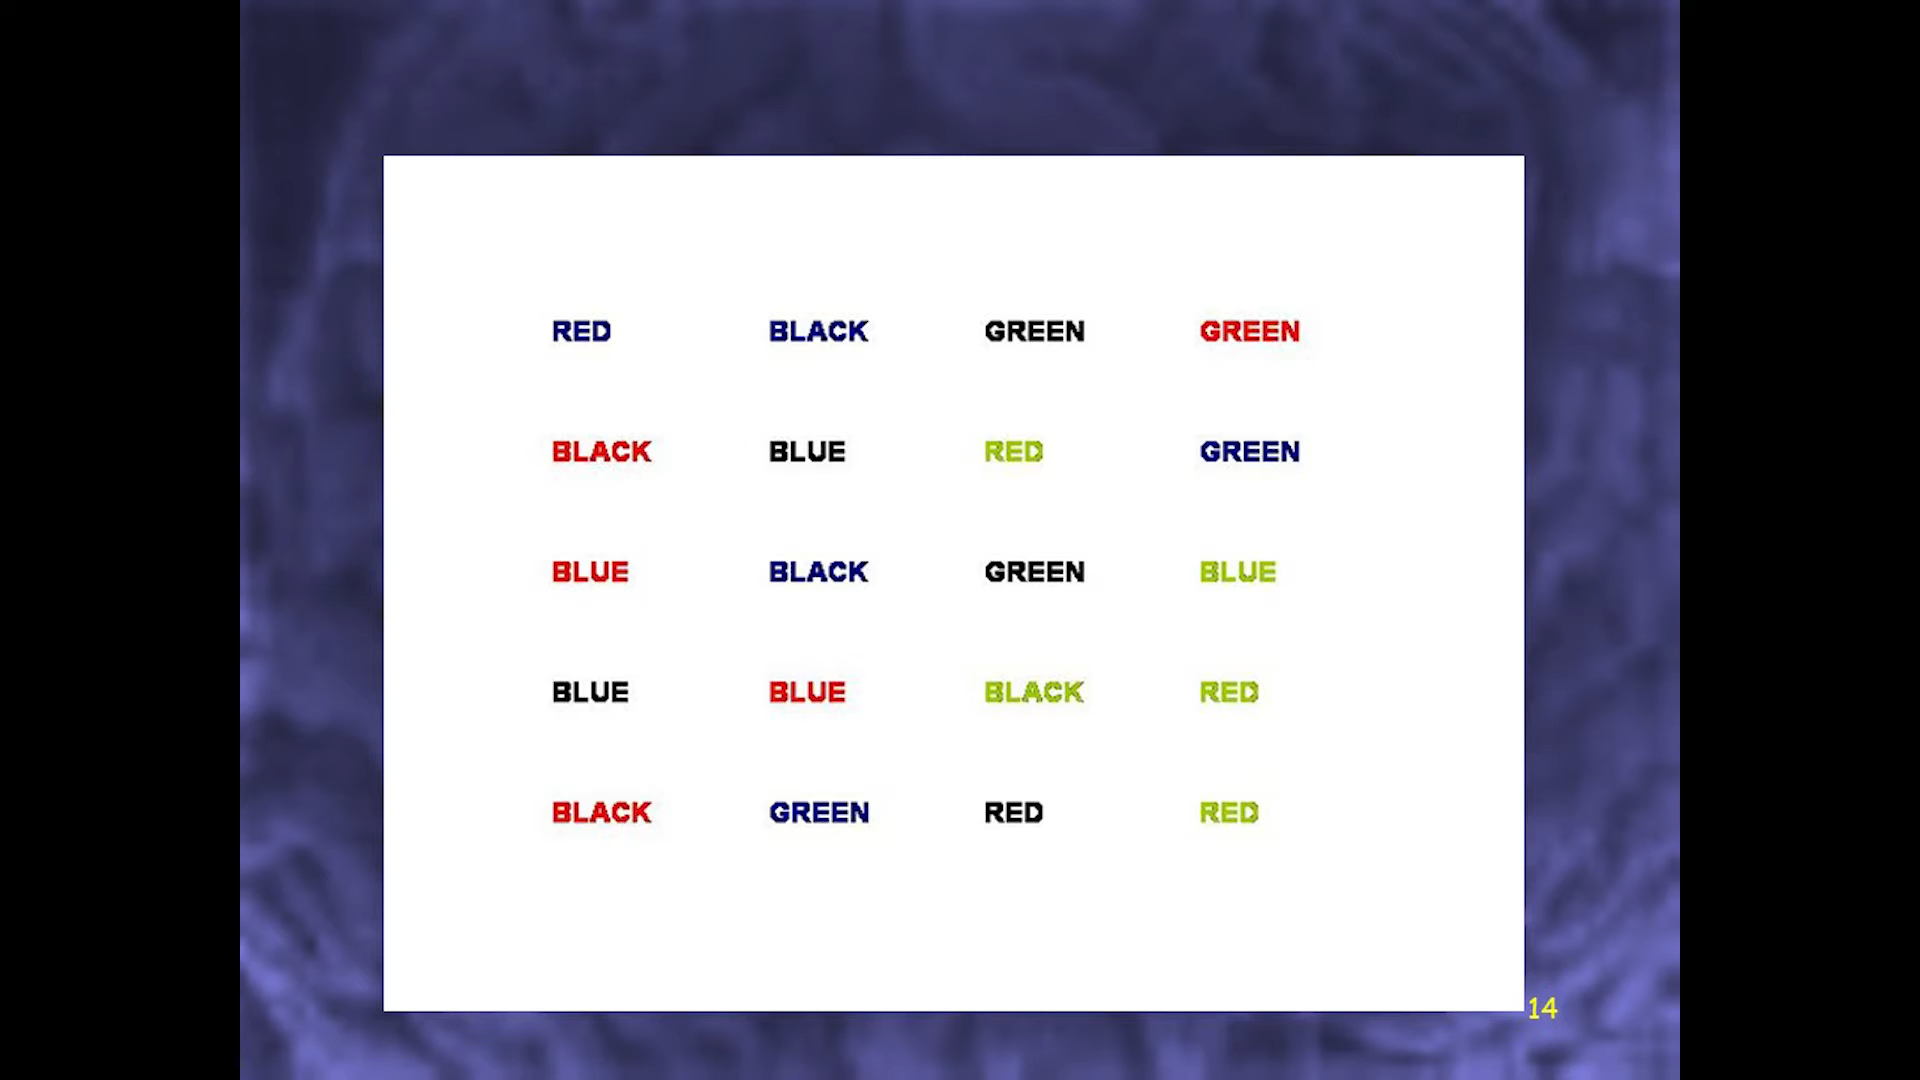 RED BLACK GREEN GREEN
BLACK BLUE RED GREEN
BLUE BLACK GREEN BLUE
BLUE BLUE BLACK RED
BLACK GREEN RED RED
14